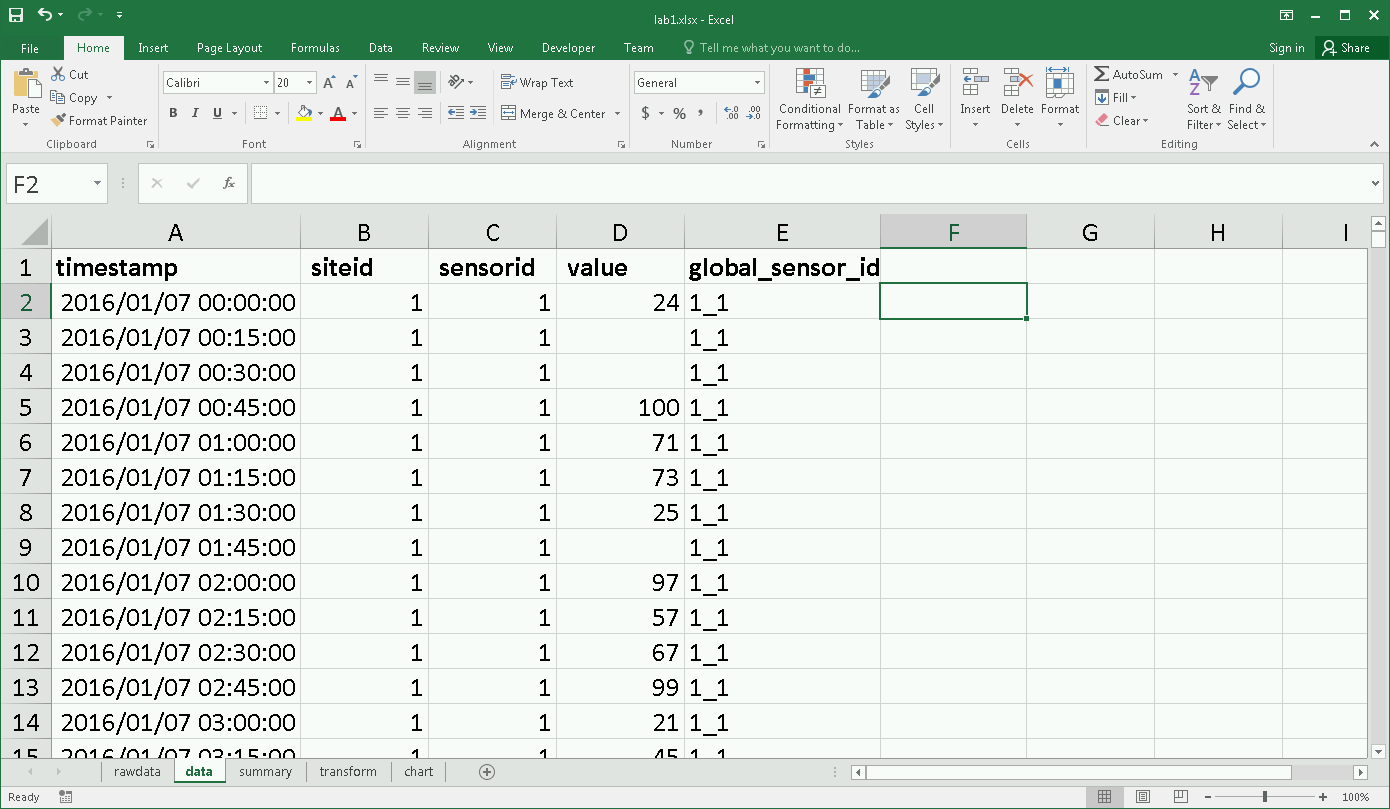 lab1.xlsx - Excel
File Home Insert Page Layout Formulas Data Review View Developer Team Tell me what you want to do... Sign in Share
Cut
Copy
Format Painter
Paste
Clipboard
Calibri 20
B I U
Font
Wrap Text
Merge & Center
Alignment
General
$ % ,
Number
Conditional Formatting
Format as Table
Cell Styles
Styles
Insert Delete Format
Cells
AutoSum
Fill
Clear
Sort & Filter
Find & Select
Editing
F2 fx
A B C D E F G H I
1 timestamp siteid sensorid value global_sensor_id
2 2016/01/07 00:00:00 1 1 24 1_1
3 2016/01/07 00:15:00 1 1 1_1
4 2016/01/07 00:30:00 1 1 1_1
5 2016/01/07 00:45:00 1 1 100 1_1
6 2016/01/07 01:00:00 1 1 71 1_1
7 2016/01/07 01:15:00 1 1 73 1_1
8 2016/01/07 01:30:00 1 1 25 1_1
9 2016/01/07 01:45:00 1 1 1_1
10 2016/01/07 02:00:00 1 1 97 1_1
11 2016/01/07 02:15:00 1 1 57 1_1
12 2016/01/07 02:30:00 1 1 67 1_1
13 2016/01/07 02:45:00 1 1 99 1_1
14 2016/01/07 03:00:00 1 1 21 1_1
15 2016/01/07 03:15:00 1 1 45 1_1
rawdata data summary transform chart
Ready 100%